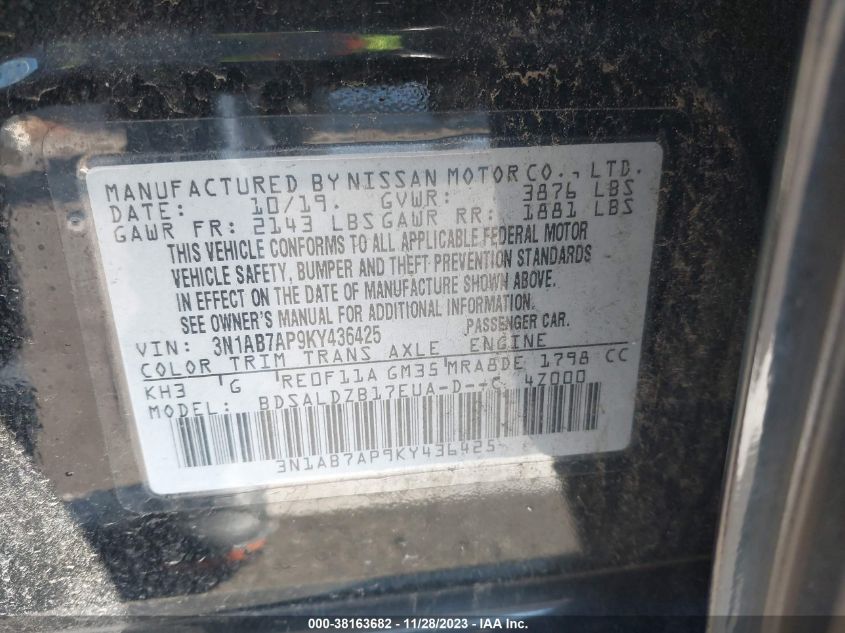 MANUFACTURED BY NISSAN MOTOR CO., LTD.
DATE: 10/19. GVWR: 3876 LBS
GAWR FR: 2143 LBS GAWR RR: 1881 LBS
THIS VEHICLE CONFORMS TO ALL APPLICABLE FEDERAL MOTOR
VEHICLE SAFETY, BUMPER AND THEFT PREVENTION STANDARDS
IN EFFECT ON THE DATE OF MANUFACTURE SHOWN ABOVE.
SEE OWNER'S MANUAL FOR ADDITIONAL INFORMATION.
VIN: 3N1AB7AP9KY436425 PASSENGER CAR.
COLOR TRIM TRANS AXLE ENGINE
KH3 G RE0F11A GM35 MRA8DE 1798 CC
MODEL: BDSALDZB17EUA-D--C 4Z000
3N1AB7AP9KY436425
000-38163682 - 11/28/2023 - IAA Inc.